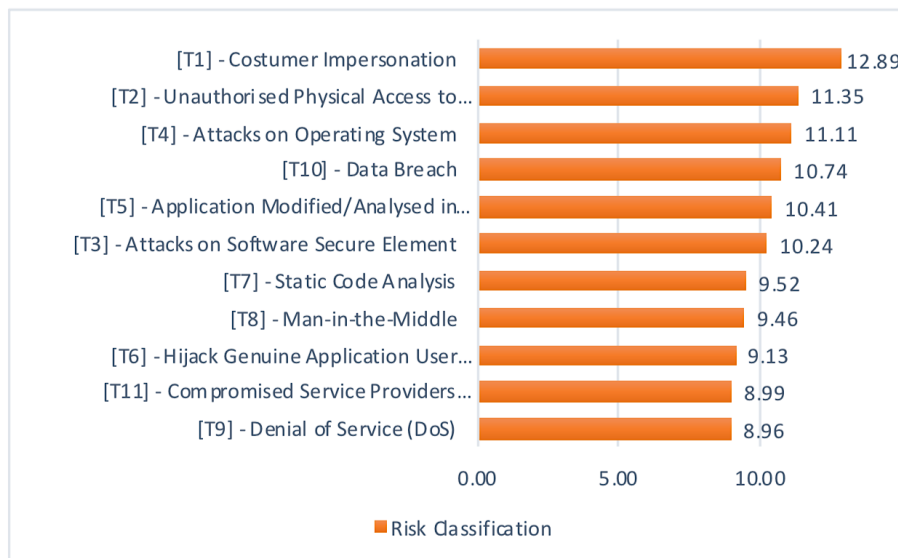 [T1] - Costumer Impersonation 12.89
[T2] - Unauthorised Physical Access to... 11.35
[T4] - Attacks on Operating System 11.11
[T10] - Data Breach 10.74
[T5] - Application Modified/Analysed in... 10.41
[T3] - Attacks on Software Secure Element 10.24
[T7] - Static Code Analysis 9.52
[T8] - Man-in-the-Middle 9.46
[T6] - Hijack Genuine Application User... 9.13
[T11] - Compromised Service Providers... 8.99
[T9] - Denial of Service (DoS) 8.96
0.00 5.00 10.00
Risk Classification